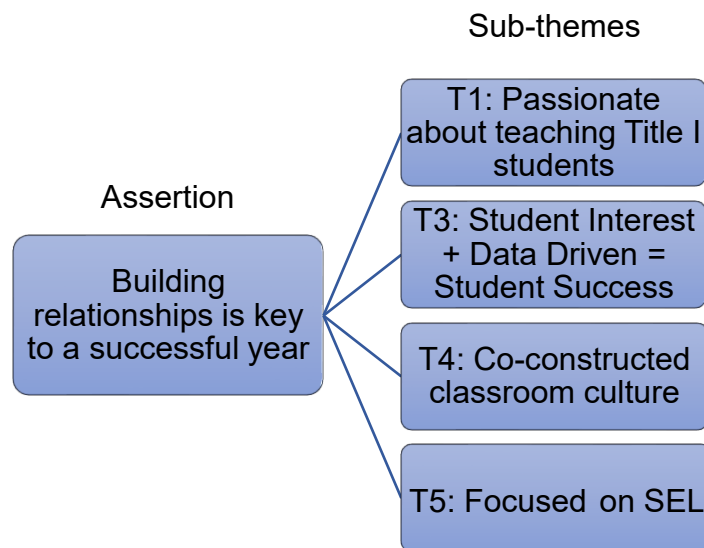 Sub-themes
Assertion
Building
relationships is key
to a successful year
T1: Passionate
about teaching Title I
students
T3: Student Interest
+ Data Driven =
Student Success
T4: Co-constructed
classroom culture
T5: Focused on SEL